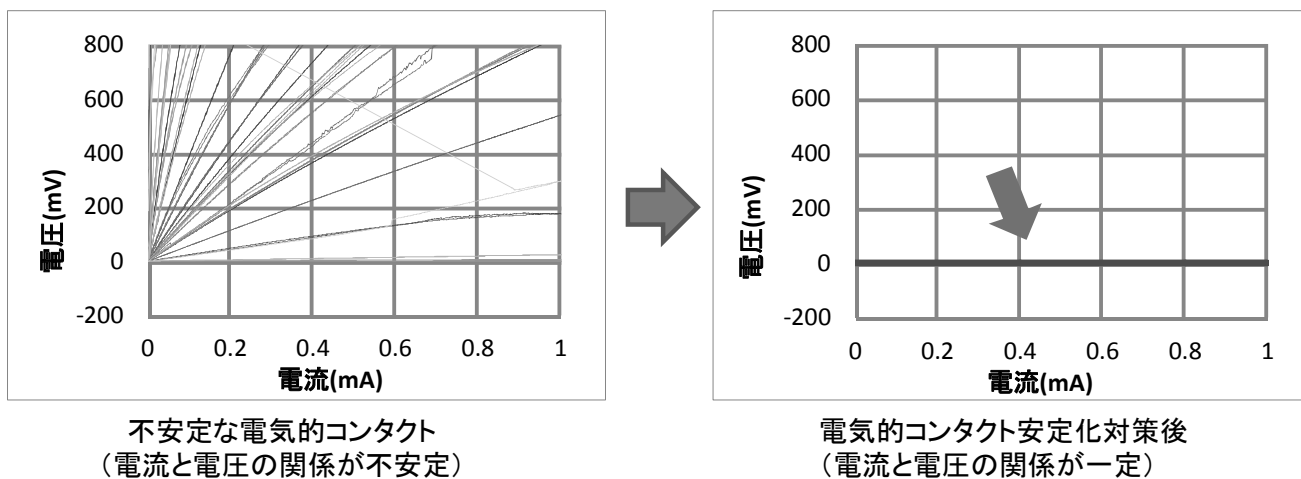 800
600
400
200
0
-200
電圧(mV)
0 0.2 0.4 0.6 0.8 1
電流(mA)
不安定な電気的コンタクト
（電流と電圧の関係が不安定）
800
600
400
200
0
-200
電圧(mV)
0 0.2 0.4 0.6 0.8 1
電流(mA)
電気的コンタクト安定化対策後
（電流と電圧の関係が一定）